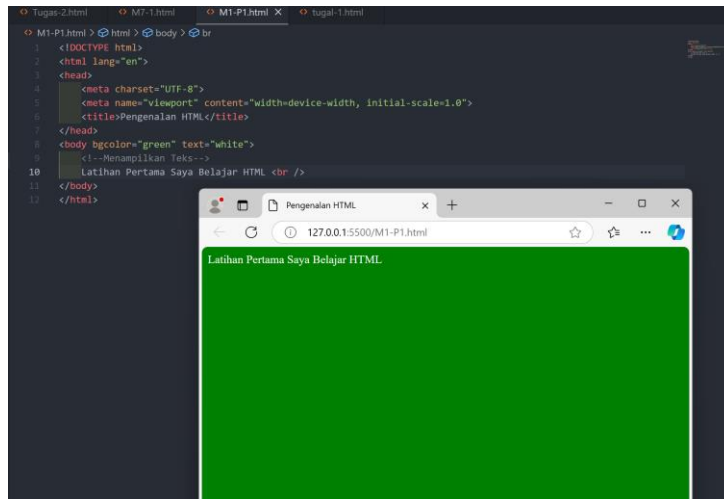 Tugas-2.html M7-1.html M1-P1.html tugal-1.html
M1-P1.html > html > body > br
1 <!DOCTYPE html>
2 <html lang="en">
3 <head>
4 <meta charset="UTF-8">
5 <meta name="viewport" content="width=device-width, initial-scale=1.0">
6 <title>Pengenalan HTML</title>
7 </head>
8 <body bgcolor="green" text="white">
9 <!--Menampilkan Teks-->
10 Latihan Pertama Saya Belajar HTML <br />
11 </body>
12 </html>
Pengenalan HTML
127.0.0.1:5500/M1-P1.html
Latihan Pertama Saya Belajar HTML